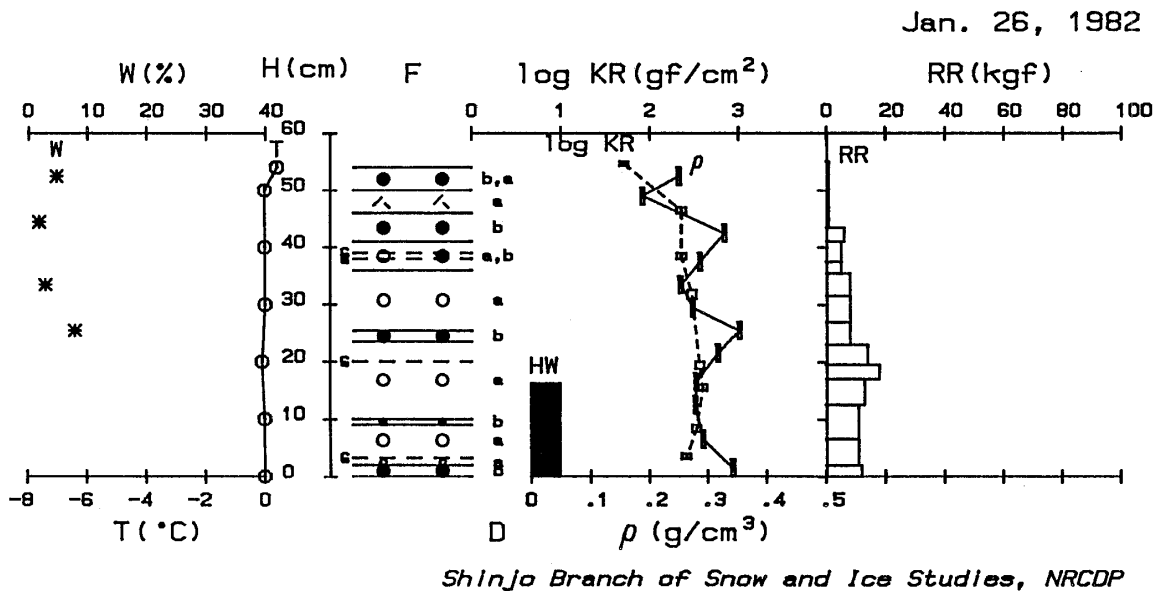 Jan. 26, 1982
W(%) H(cm) F log KR(gf/cm²) RR(kgf)
0 10 20 30 40 0 1 2 3 0 20 40 60 80 100
60
W T log KR ρ RR
b,a
50
a
b
40
G a,b
30
a
b
20
G
HW
a
10
b
a
G a
0
-8 -6 -4 -2 0 0 .1 .2 .3 .4 .5
T(°C) D ρ(g/cm³)
Shinjo Branch of Snow and Ice Studies, NRCDP